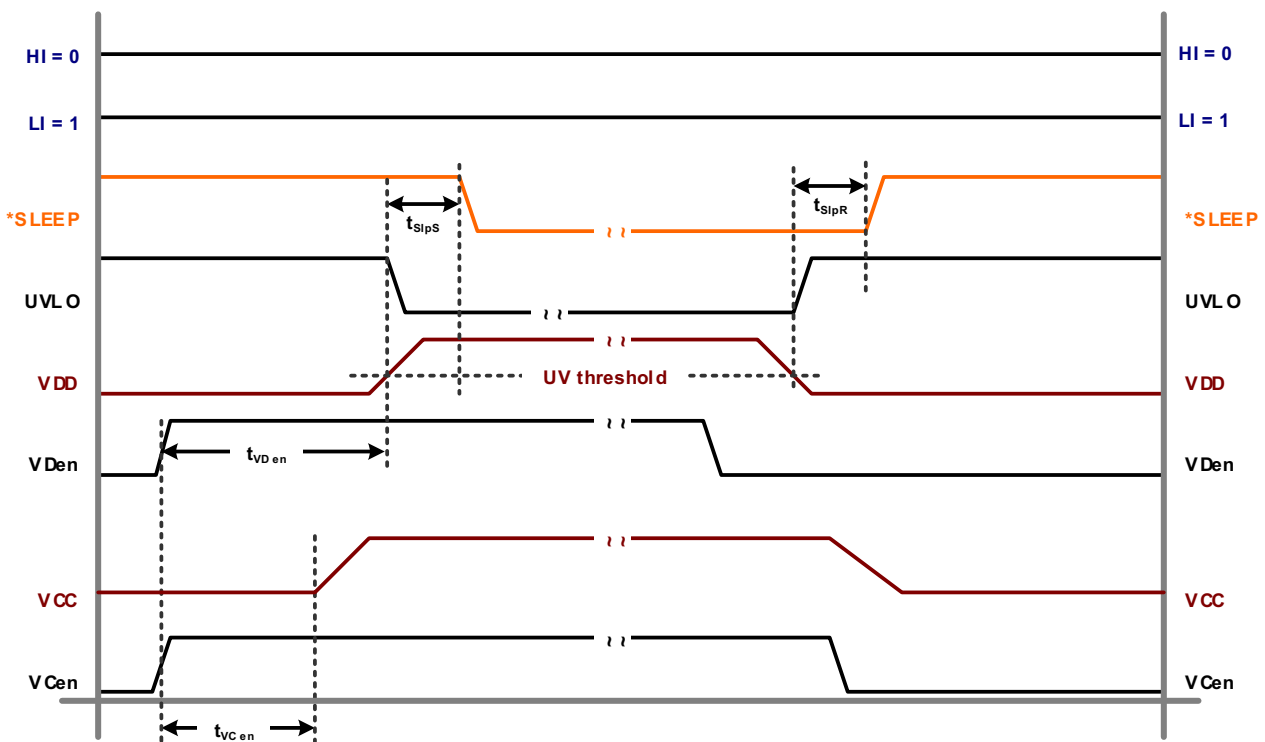 HI = 0
HI = 0
LI = 1
LI = 1
tSlpS
tSlpR
*SLEEP
*SLEEP
UVLO
UVLO
VDD
UV threshold
VDD
VDen
tVDen
VDen
VCC
VCC
VCen
VCen
tVCen